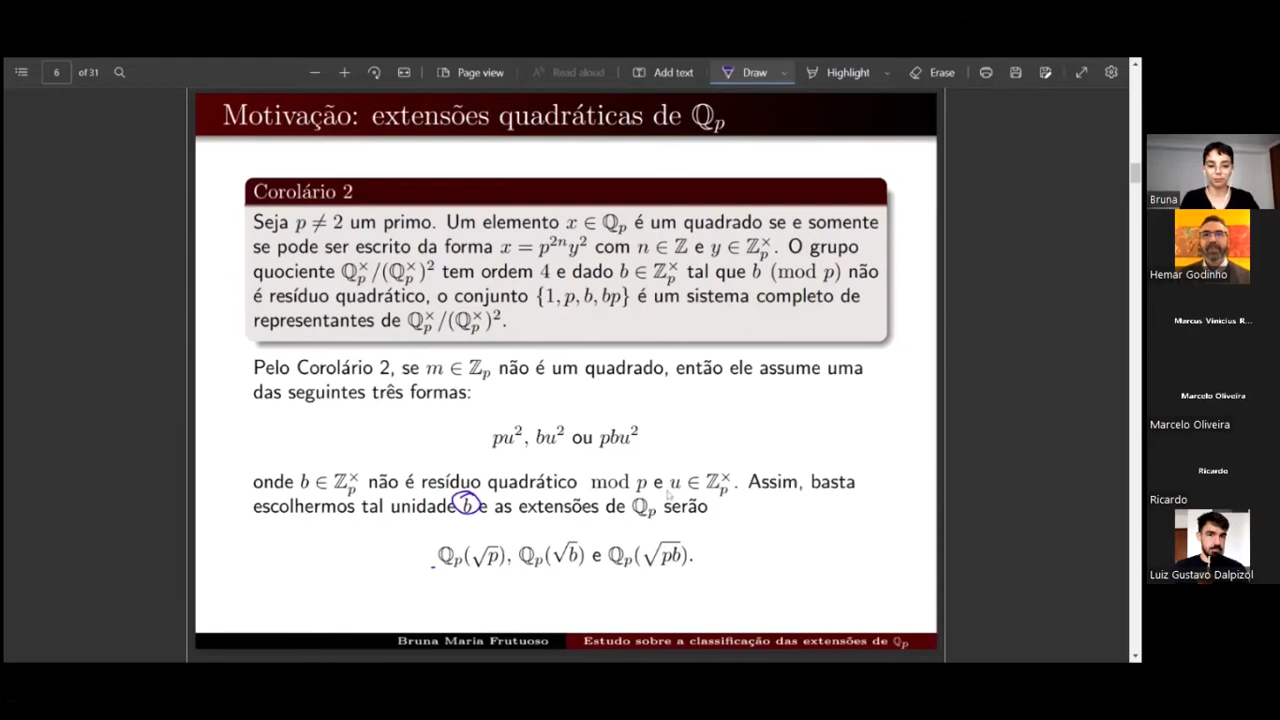 6 of 31 Page view Read aloud Add text Draw Highlight Erase
Motivação: extensões quadráticas de ℚ_p
Corolário 2
Seja p ≠ 2 um primo. Um elemento x ∈ ℚ_p é um quadrado se e somente
se pode ser escrito da forma x = p^{2n}y^2 com n ∈ ℤ e y ∈ ℤ_p^×. O grupo
quociente ℚ_p^×/(ℚ_p^×)^2 tem ordem 4 e dado b ∈ ℤ_p^× tal que b (mod p) não
é resíduo quadrático, o conjunto {1, p, b, bp} é um sistema completo de
representantes de ℚ_p^×/(ℚ_p^×)^2.
Pelo Corolário 2, se m ∈ ℤ_p não é um quadrado, então ele assume uma
das seguintes três formas:
pu^2, bu^2 ou pbu^2
onde b ∈ ℤ_p^× não é resíduo quadrático mod p e u ∈ ℤ_p^×. Assim, basta
escolhermos tal unidade b e as extensões de ℚ_p serão
ℚ_p(√p), ℚ_p(√b) e ℚ_p(√pb).
Bruna Maria Frutuoso Estudo sobre a classificação das extensões de ℚ_p
Bruna
Hemar Godinho
Marcus Vinicius R...
Marcelo Oliveira
Marcelo Oliveira
Ricardo
Ricardo
Luiz Gustavo Dalpizol